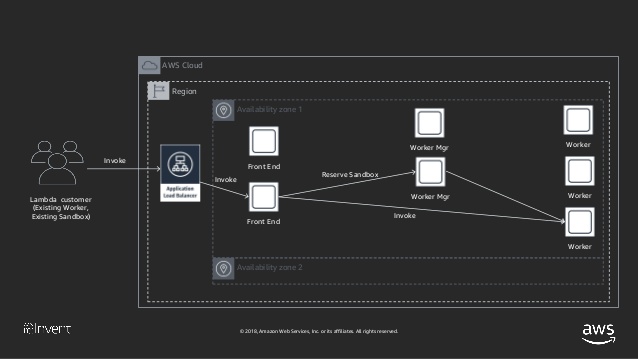 AWS Cloud
Region
Availability zone 1
Worker Mgr
Worker
Front End
Invoke
Application
Load Balancer
Invoke
Reserve Sandbox
Lambda customer
(Existing Worker,
Existing Sandbox)
Front End
Worker Mgr
Worker
Invoke
Worker
Availability zone 2
re:Invent
© 2018, Amazon Web Services, Inc. or its affiliates. All rights reserved.
aws